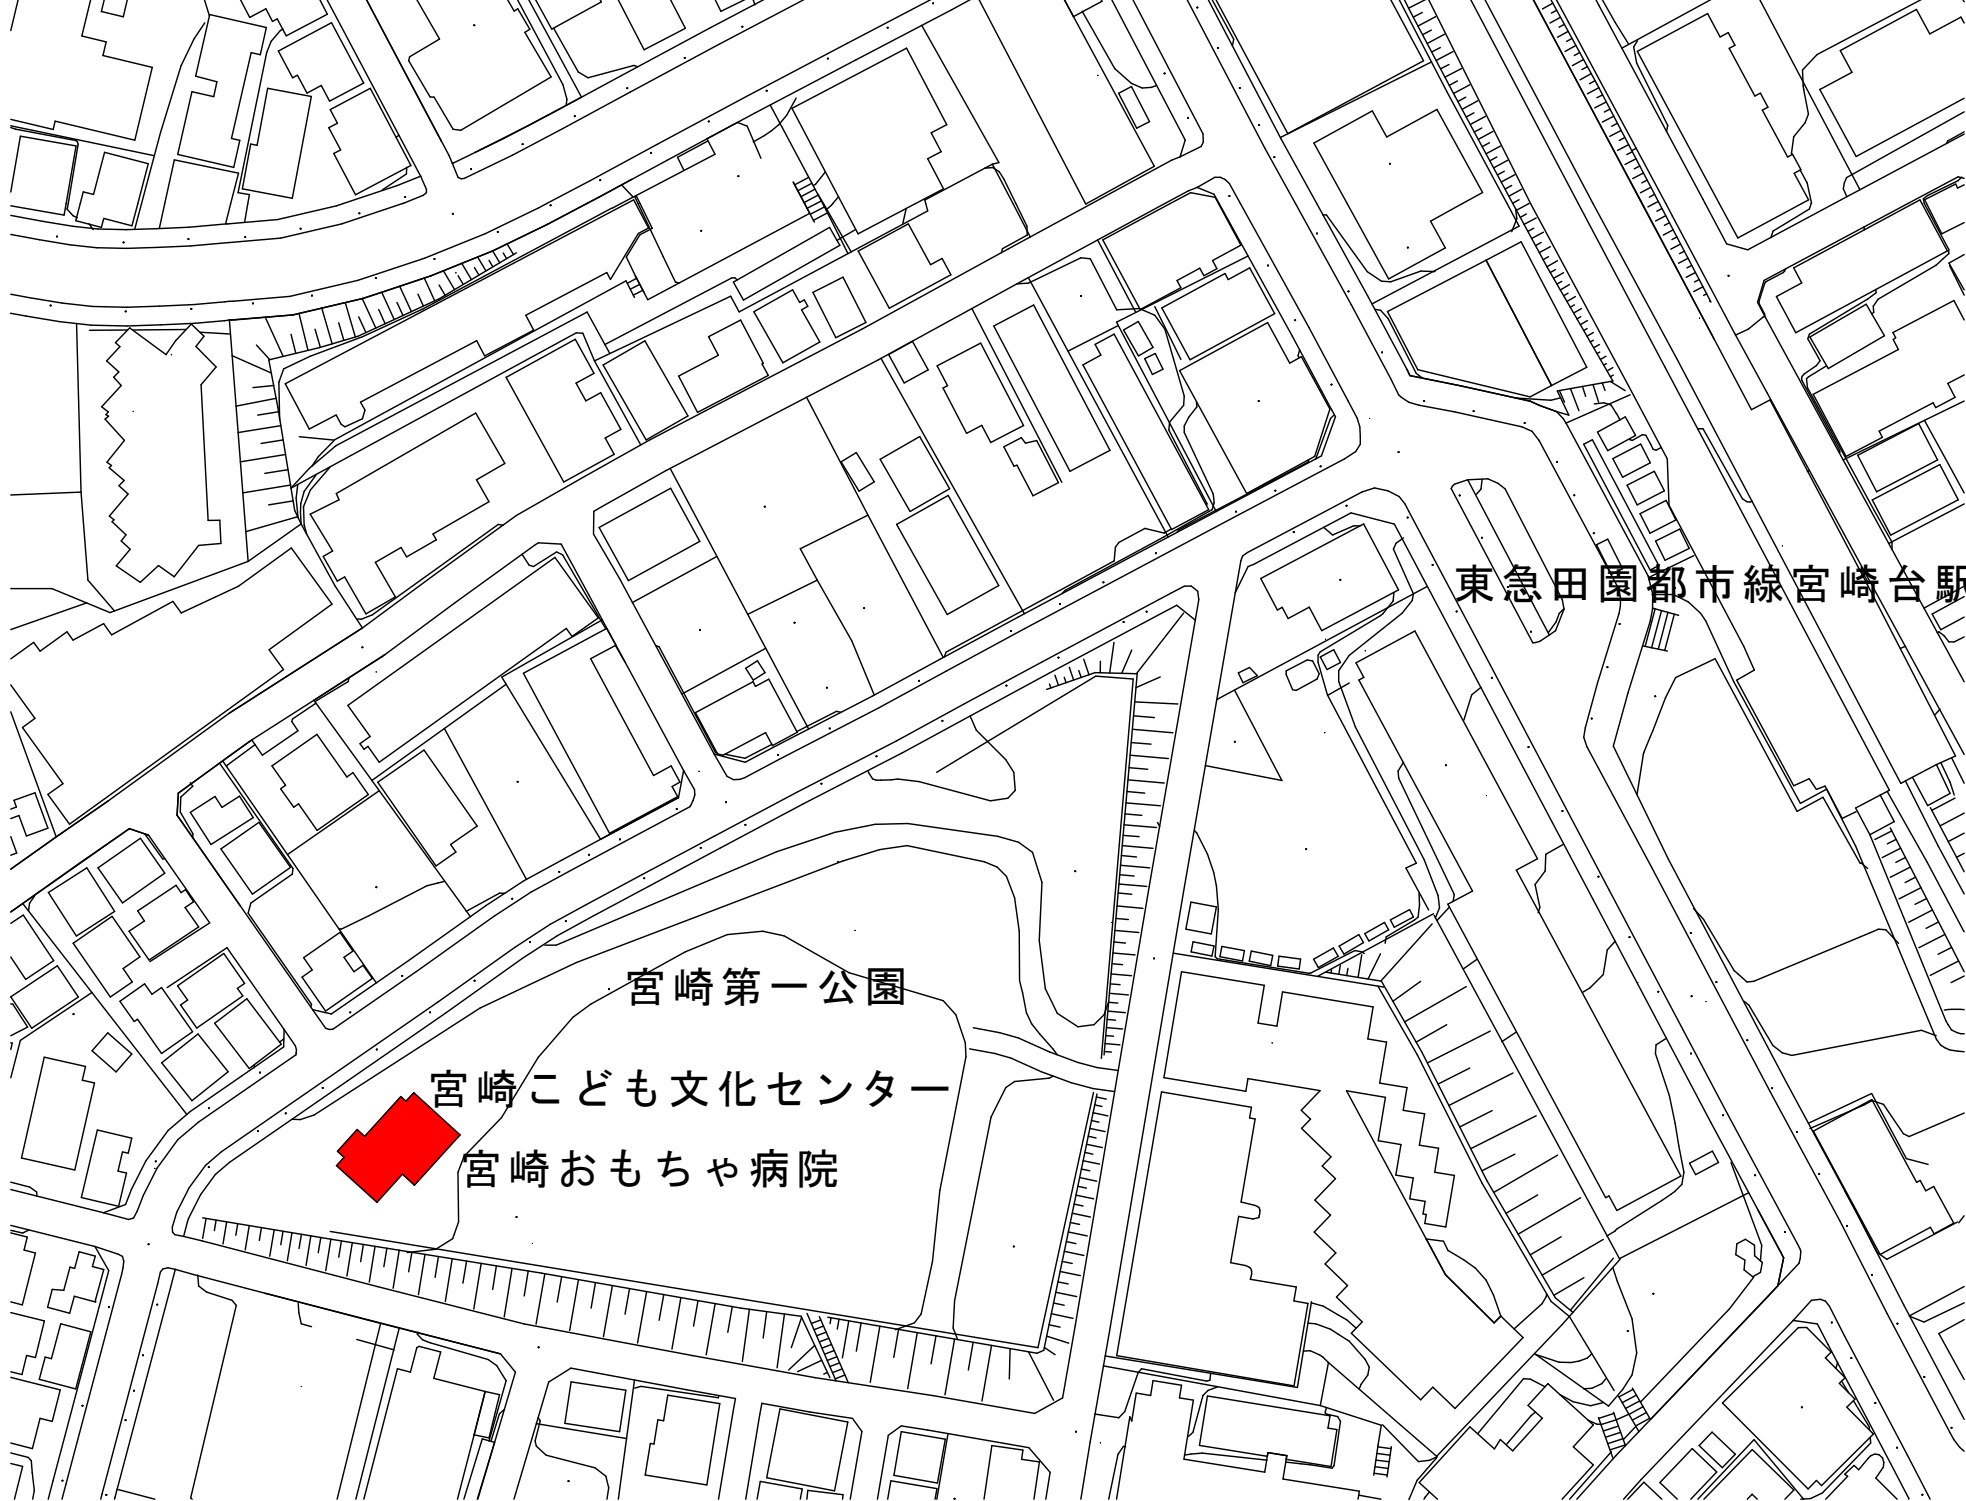 東急田園都市線宮崎台駅
宮崎第一公園
宮崎こども文化センター
宮崎おもちゃ病院